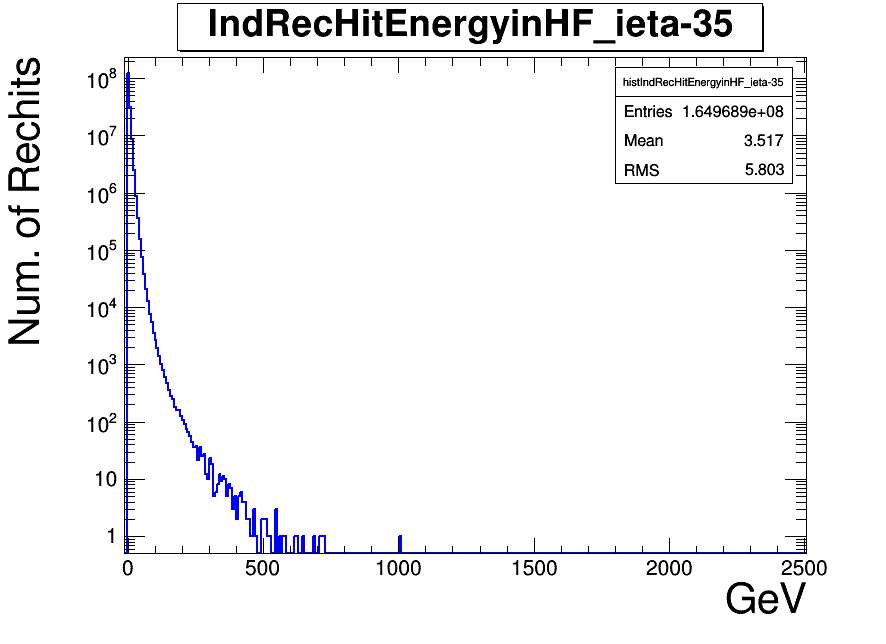 IndRecHitEnergyinHF_ieta-35
histIndRecHitEnergyinHF_ieta-35
Entries 1.649689e+08
Mean 3.517
RMS 5.803
Num. of Rechits
10^8
10^7
10^6
10^5
10^4
10^3
10^2
10
1
0 500 1000 1500 2000 2500
GeV